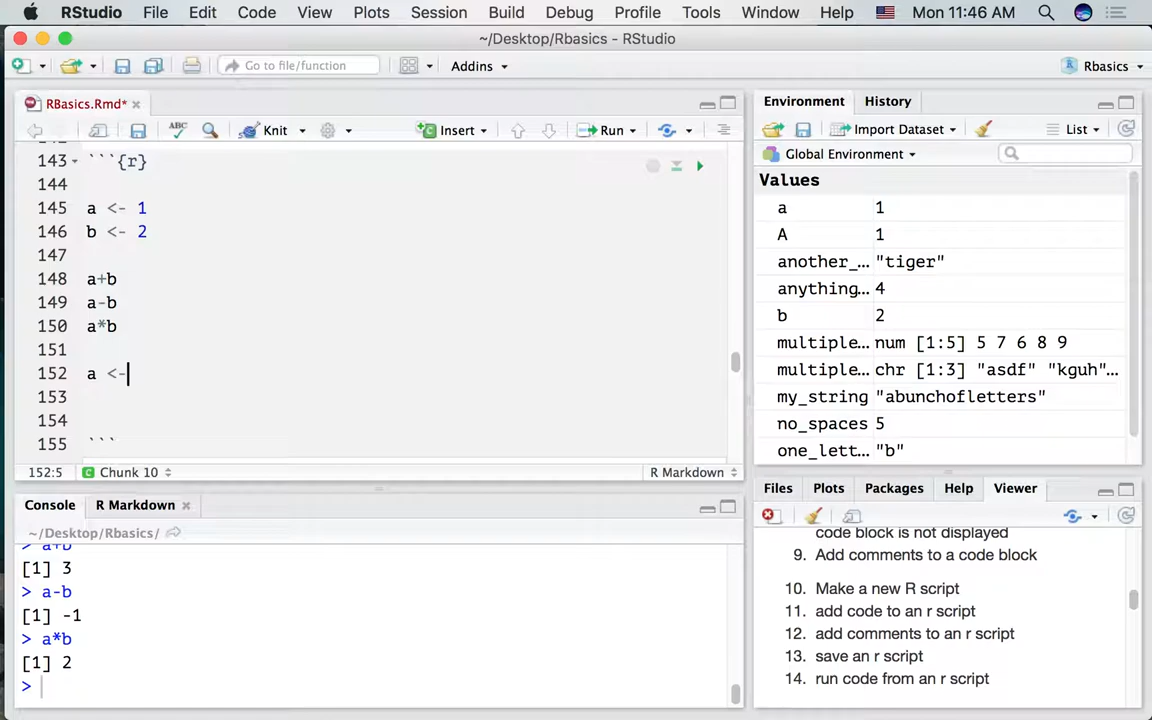 RStudio File Edit Code View Plots Session Build Debug Profile Tools Window Help Mon 11:46 AM
~/Desktop/Rbasics - RStudio
Go to file/function Addins Rbasics
RBasics.Rmd*
ABC Knit Insert Run
143 ```{r}
144
145 a <- 1
146 b <- 2
147
148 a+b
149 a-b
150 a*b
151
152 a <-
153
154
155 ```
152:5 Chunk 10 R Markdown
Console R Markdown
~/Desktop/Rbasics/
> a+b
[1] 3
> a-b
[1] -1
> a*b
[1] 2
>
Environment History
Import Dataset List
Global Environment
Values
a 1
A 1
another_… "tiger"
anything… 4
b 2
multiple… num [1:5] 5 7 6 8 9
multiple… chr [1:3] "asdf" "kguh"…
my_string "abunchofletters"
no_spaces 5
one_lett… "b"
Files Plots Packages Help Viewer
code block is not displayed
9. Add comments to a code block
10. Make a new R script
11. add code to an r script
12. add comments to an r script
13. save an r script
14. run code from an r script